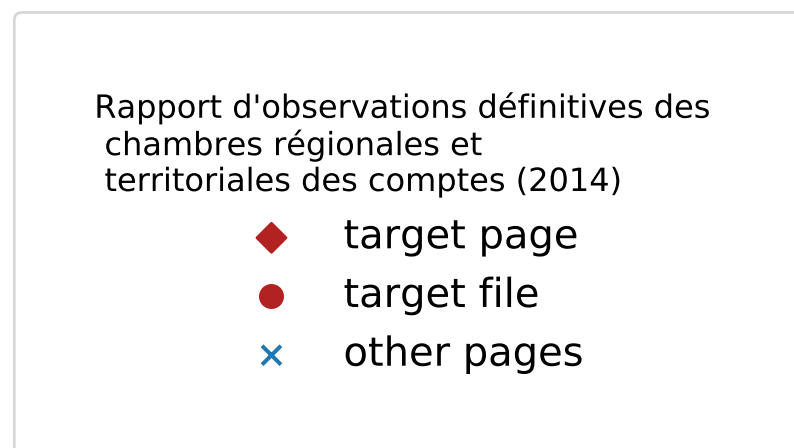 Rapport d'observations définitives des
chambres régionales et
territoriales des comptes (2014)
target page
target file
other pages